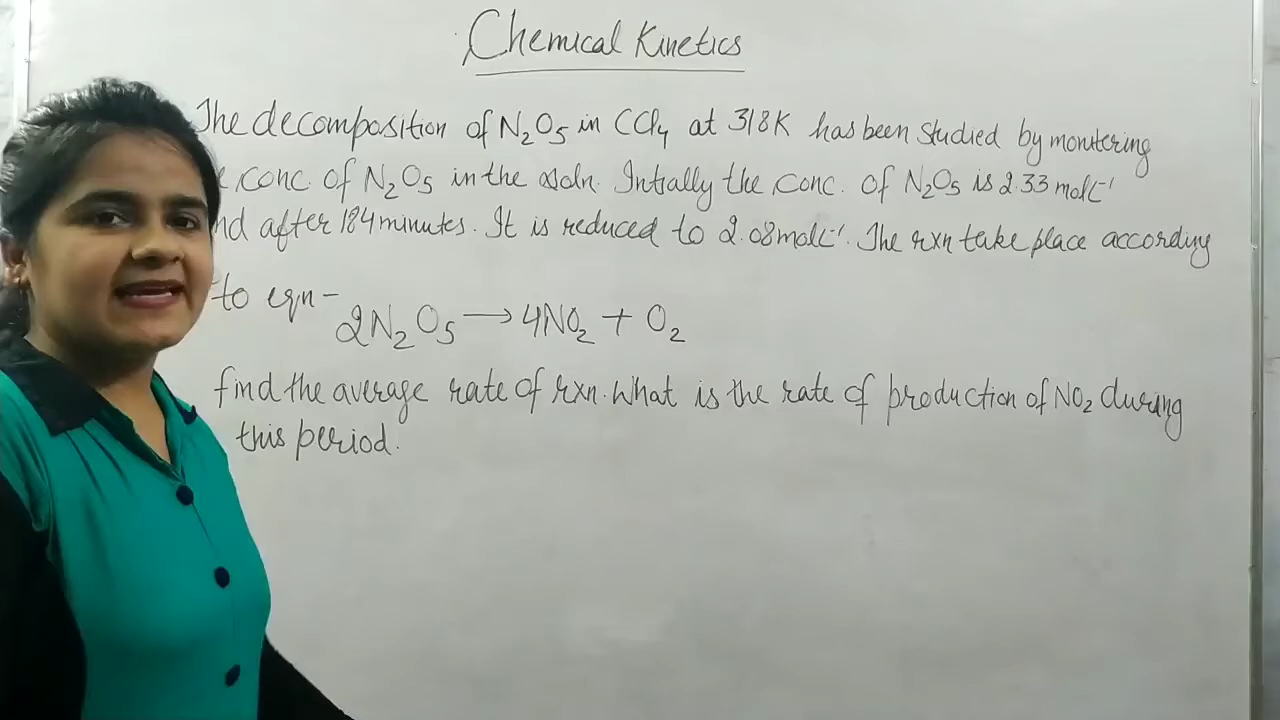 Chemical Kinetics
The decomposition of N₂O₅ in CCl₄ at 318K has been studied by monitering
conc. of N₂O₅ in the soln. Intially the conc. of N₂O₅ is 2.33 molL⁻¹
after 184 minutes. It is reduced to 2.08 molL⁻¹. The rxn take place according
to eqn-
2N₂O₅ → 4NO₂ + O₂
find the average rate of rxn. What is the rate of production of NO₂ during
this period.